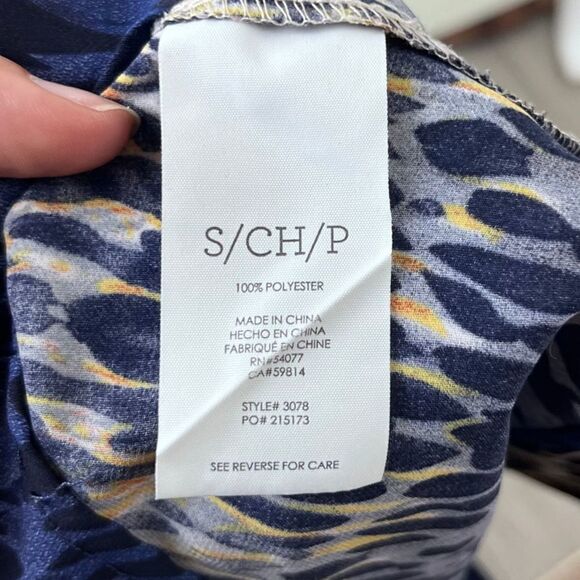 S/CH/P
100% POLYESTER
MADE IN CHINA
HECHO EN CHINA
FABRIQUÉ EN CHINE
RN#54077
CA#59814
STYLE# 3078
PO# 215173
SEE REVERSE FOR CARE